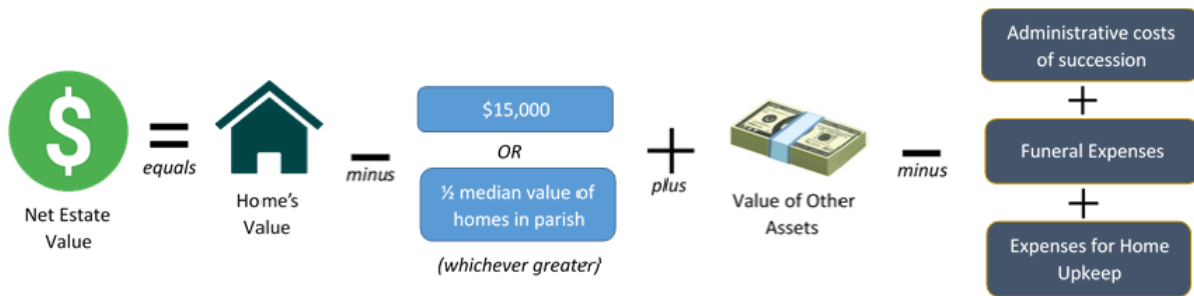 $
Net Estate
Value
equals
Home's
Value
minus
$15,000
OR
½ median value of
homes in parish
(whichever greater)
plus
Value of Other
Assets
minus
Administrative costs
of succession
+
Funeral Expenses
+
Expenses for Home
Upkeep